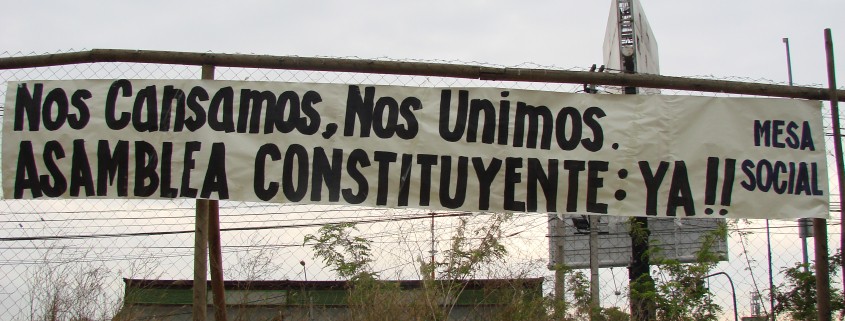 Nos Cansamos, Nos Unimos.
ASAMBLEA CONSTITUYENTE: YA !!
MESA
SOCIAL